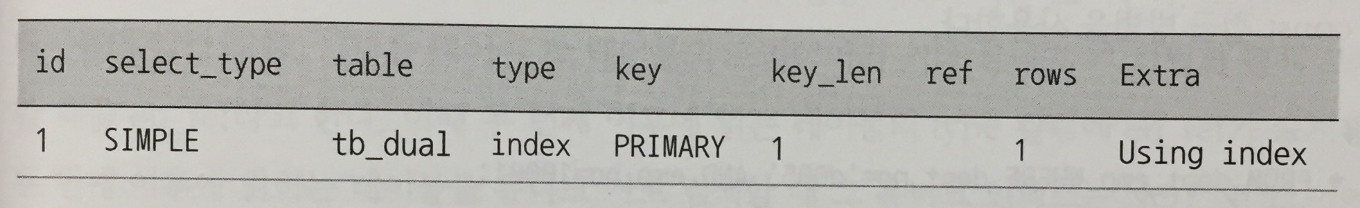 id select_type table type key key_len ref rows Extra
1 SIMPLE tb_dual index PRIMARY 1 1 Using index